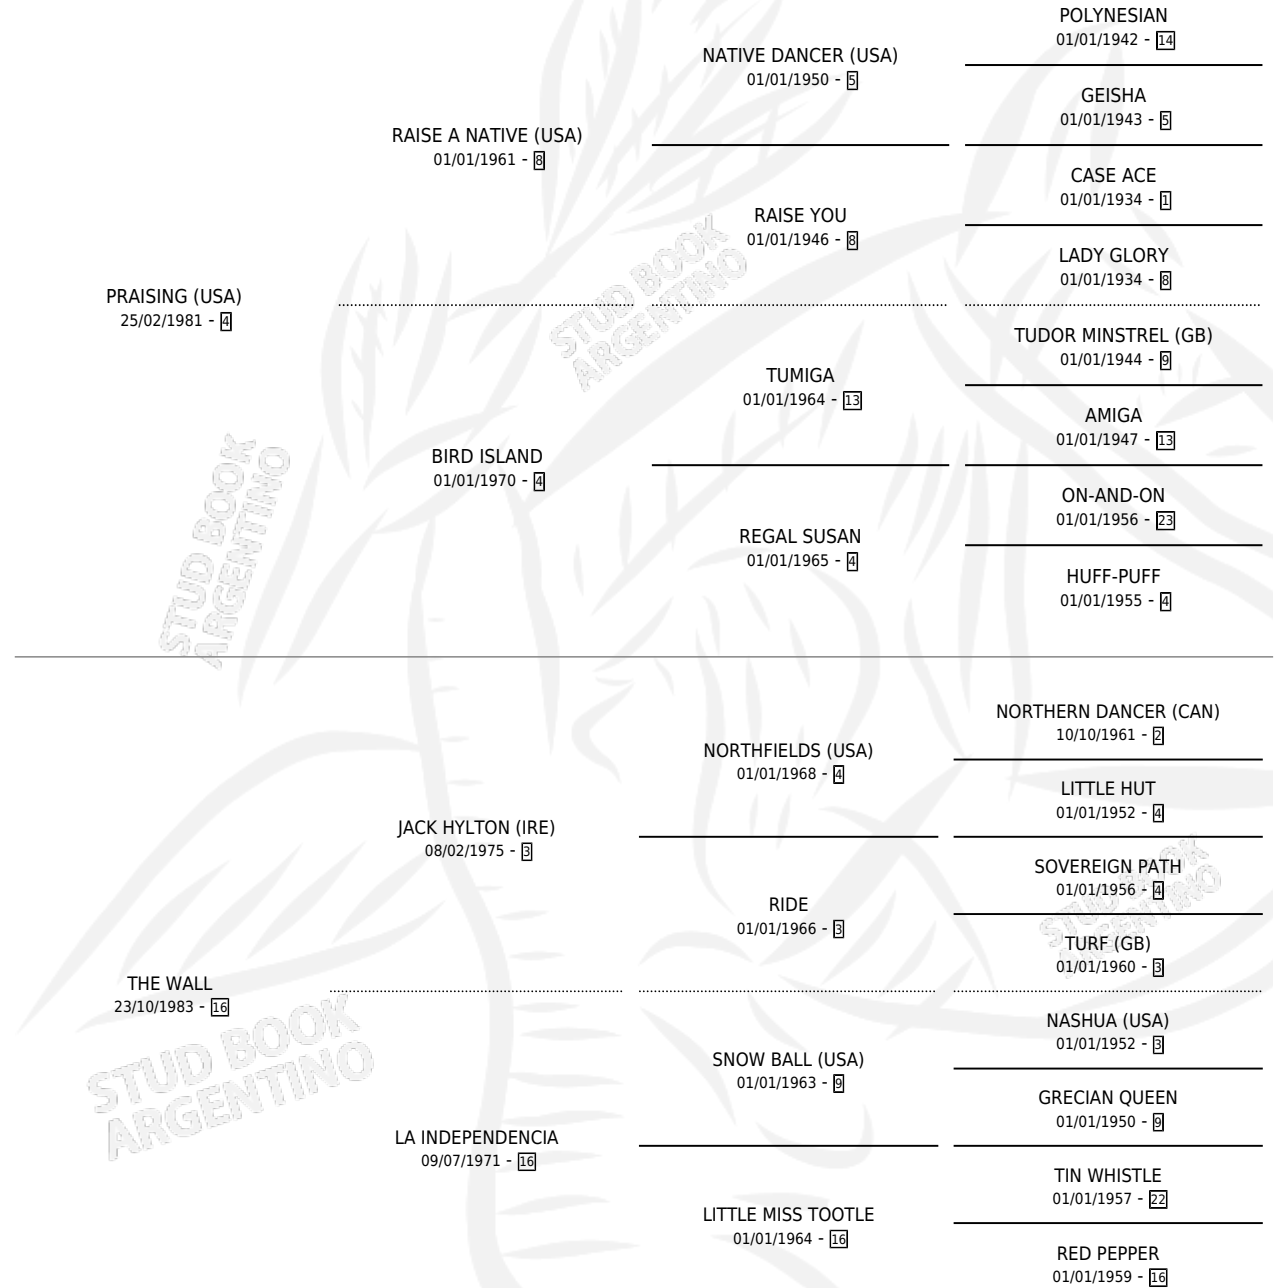 POLYNESIAN
01/01/1942 - 14
NATIVE DANCER (USA)
01/01/1950 - 5
GEISHA
01/01/1943 - 5
RAISE A NATIVE (USA)
01/01/1961 - 8
CASE ACE
01/01/1934 - 1
RAISE YOU
01/01/1946 - 8
LADY GLORY
01/01/1934 - 8
PRAISING (USA)
25/02/1981 - 4
TUDOR MINSTREL (GB)
01/01/1944 - 9
TUMIGA
01/01/1964 - 13
AMIGA
01/01/1947 - 13
BIRD ISLAND
01/01/1970 - 4
ON-AND-ON
01/01/1956 - 23
REGAL SUSAN
01/01/1965 - 4
HUFF-PUFF
01/01/1955 - 4
NORTHERN DANCER (CAN)
10/10/1961 - 2
NORTHFIELDS (USA)
01/01/1968 - 4
LITTLE HUT
01/01/1952 - 4
JACK HYLTON (IRE)
08/02/1975 - 3
SOVEREIGN PATH
01/01/1956 - 4
RIDE
01/01/1966 - 3
TURF (GB)
01/01/1960 - 3
THE WALL
23/10/1983 - 16
NASHUA (USA)
01/01/1952 - 3
SNOW BALL (USA)
01/01/1963 - 9
GRECIAN QUEEN
01/01/1950 - 9
LA INDEPENDENCIA
09/07/1971 - 16
TIN WHISTLE
01/01/1957 - 22
LITTLE MISS TOOTLE
01/01/1964 - 16
RED PEPPER
01/01/1959 - 16
STUD BOOK
ARGENTINO
STUD BOOK
ARGENTINO
STUD BOOK
ARGENTINO
STUD BOOK
ARGENTINO